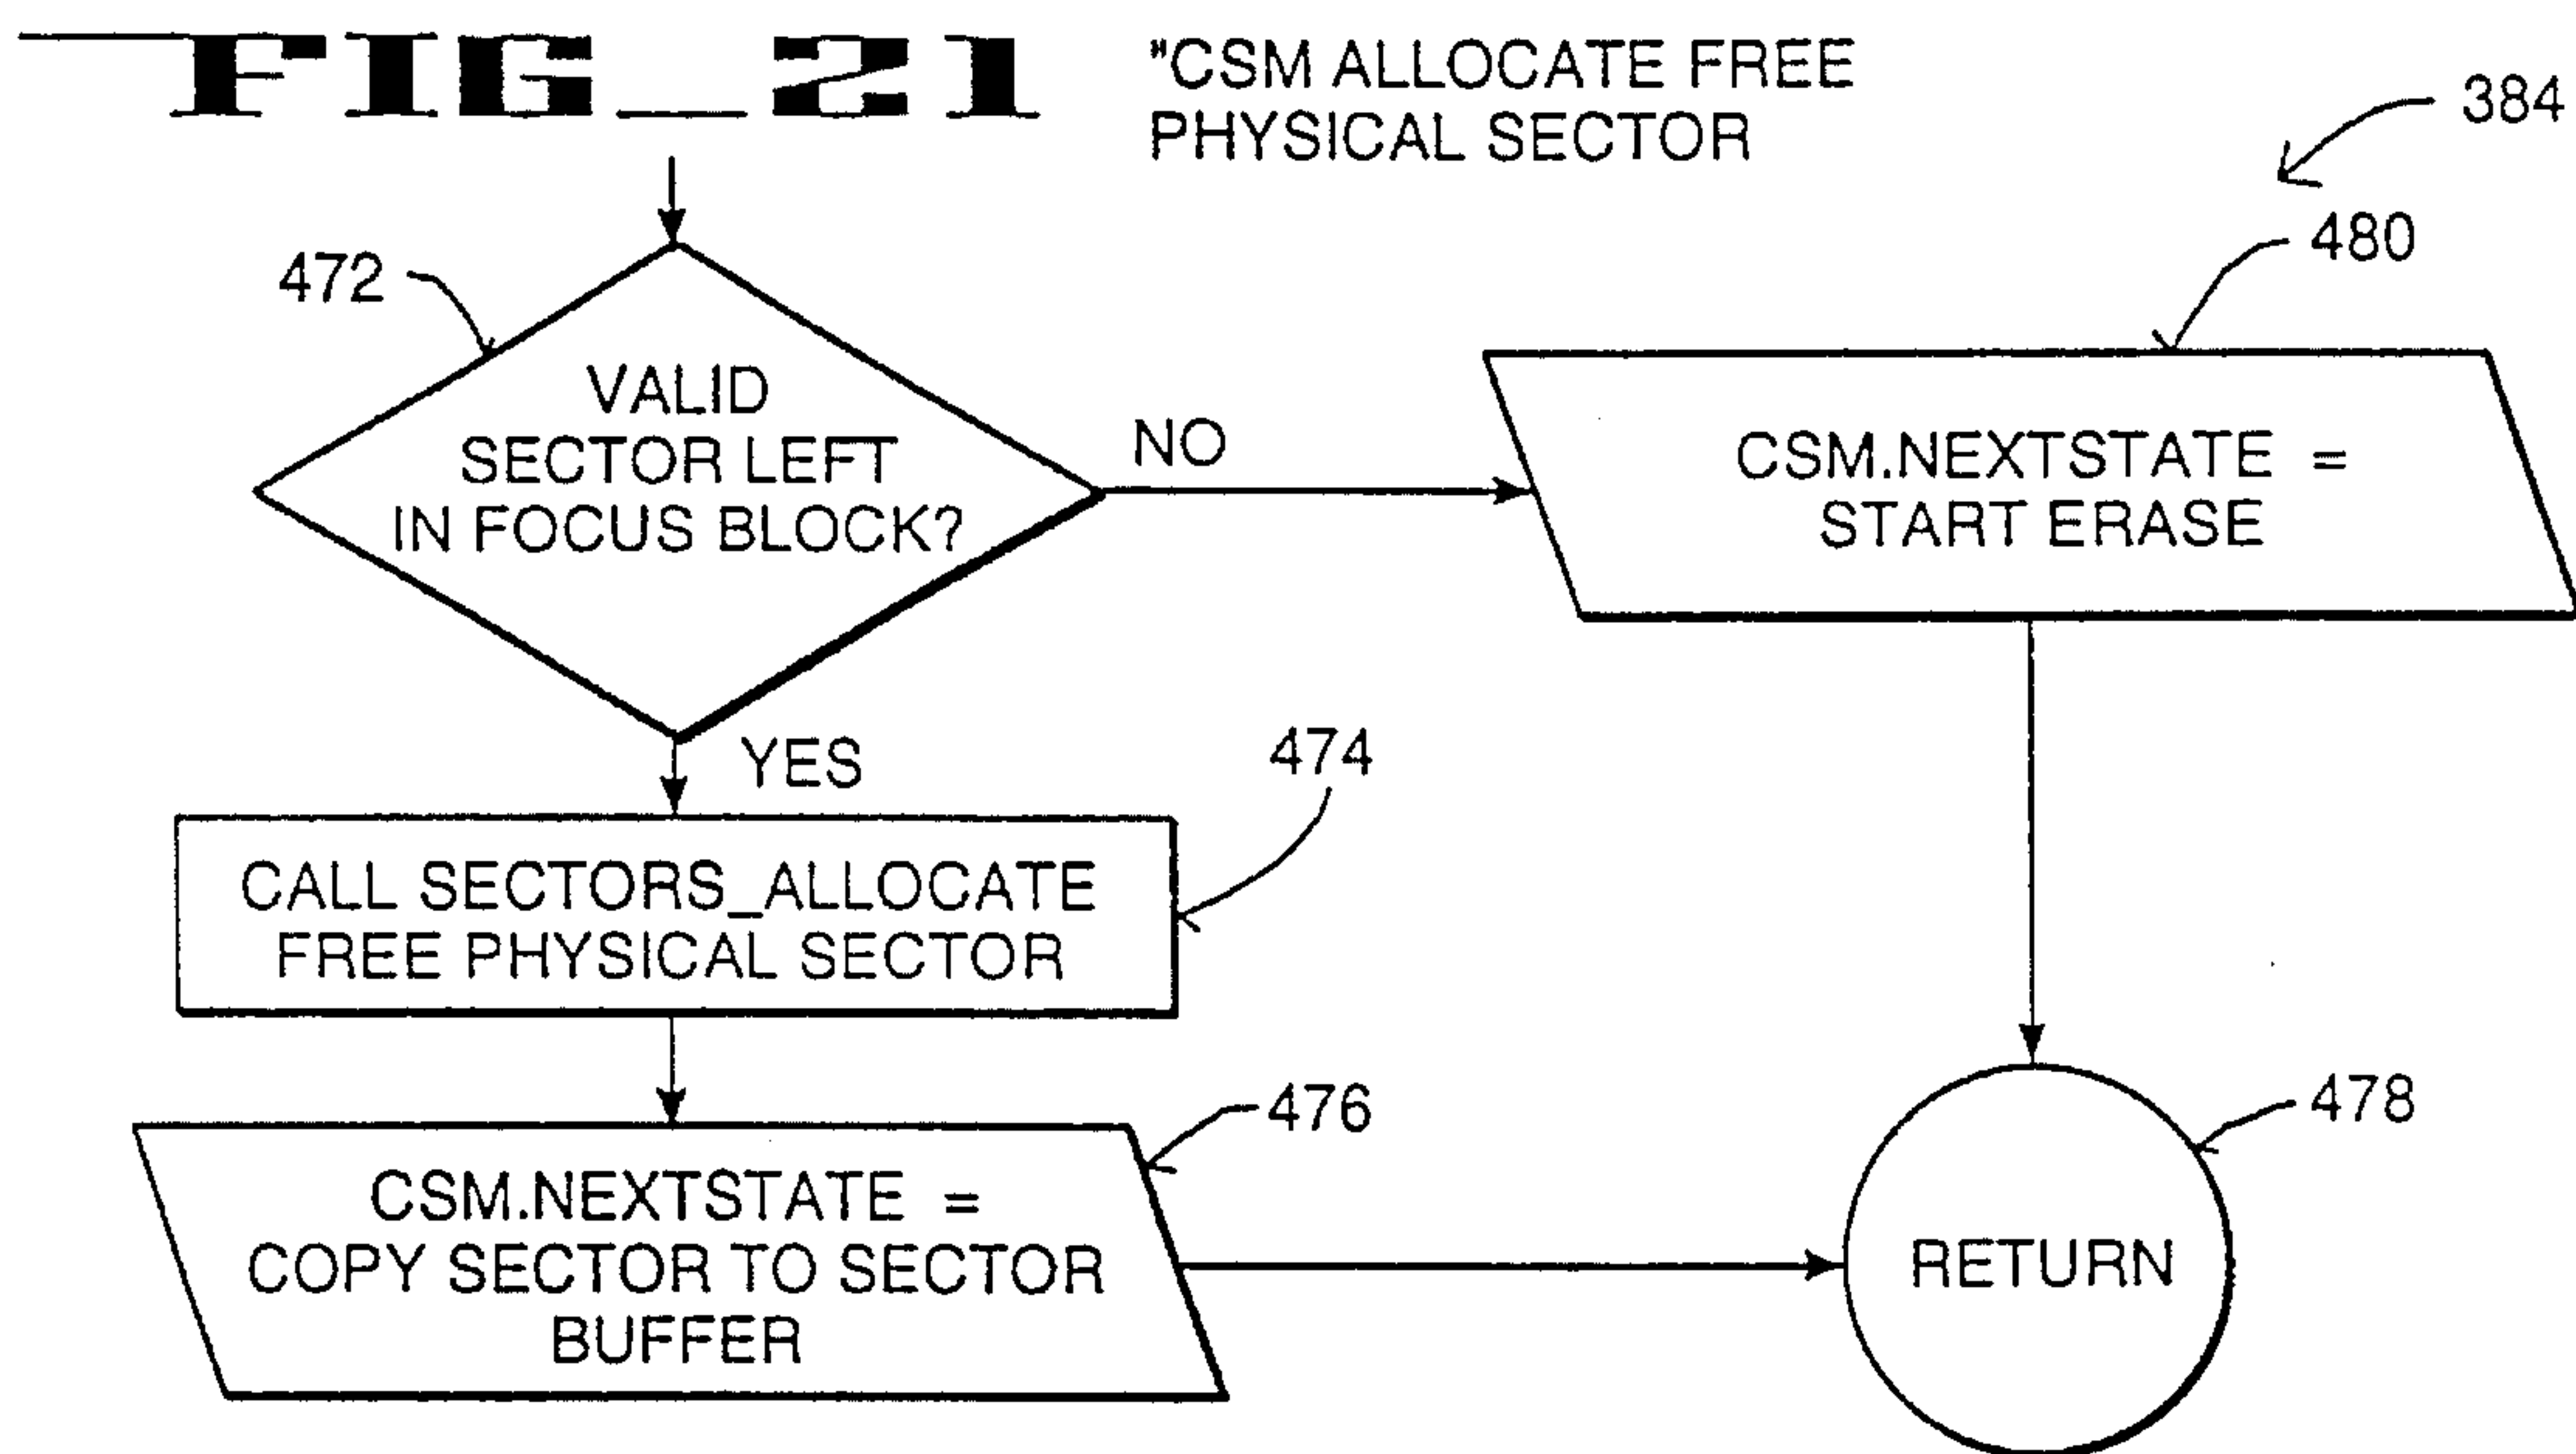 FIG_21
"CSM ALLOCATE FREE
PHYSICAL SECTOR
384
480
472
VALID
SECTOR LEFT
IN FOCUS BLOCK?
NO
CSM.NEXTSTATE =
START ERASE
YES
474
CALL SECTORS_ALLOCATE
FREE PHYSICAL SECTOR
476
CSM.NEXTSTATE =
COPY SECTOR TO SECTOR
BUFFER
478
RETURN